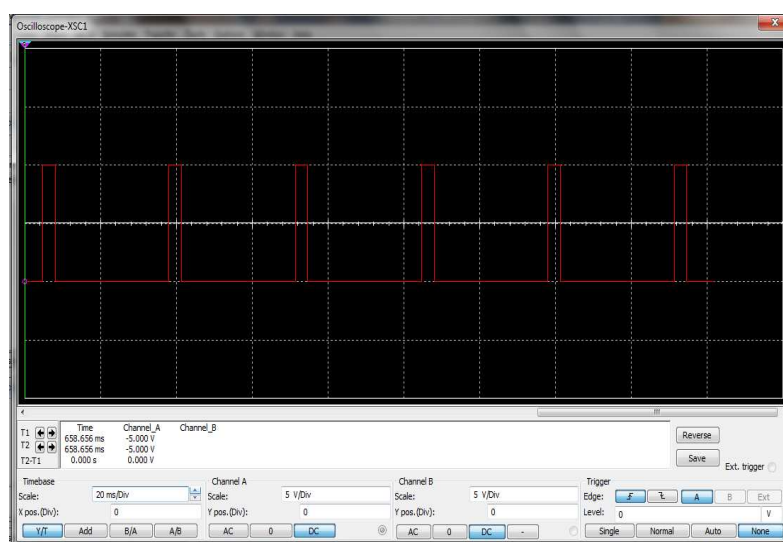 Oscilloscope-XSC1
x
Time Channel_A Channel_B
T1 658.656 ms -5.000 V
T2 658.656 ms -5.000 V
T2-T1 0.000 s 0.000 V
Reverse
Save
Ext. trigger
Timebase Channel A Channel B Trigger
Scale: 20 ms/Div Scale: 5 V/Div Scale: 5 V/Div Edge: A B Ext
X pos.(Div): 0 Y pos.(Div): 0 Y pos.(Div): 0 Level: 0 V
Y/T Add B/A A/B AC 0 DC AC 0 DC - Single Normal Auto None